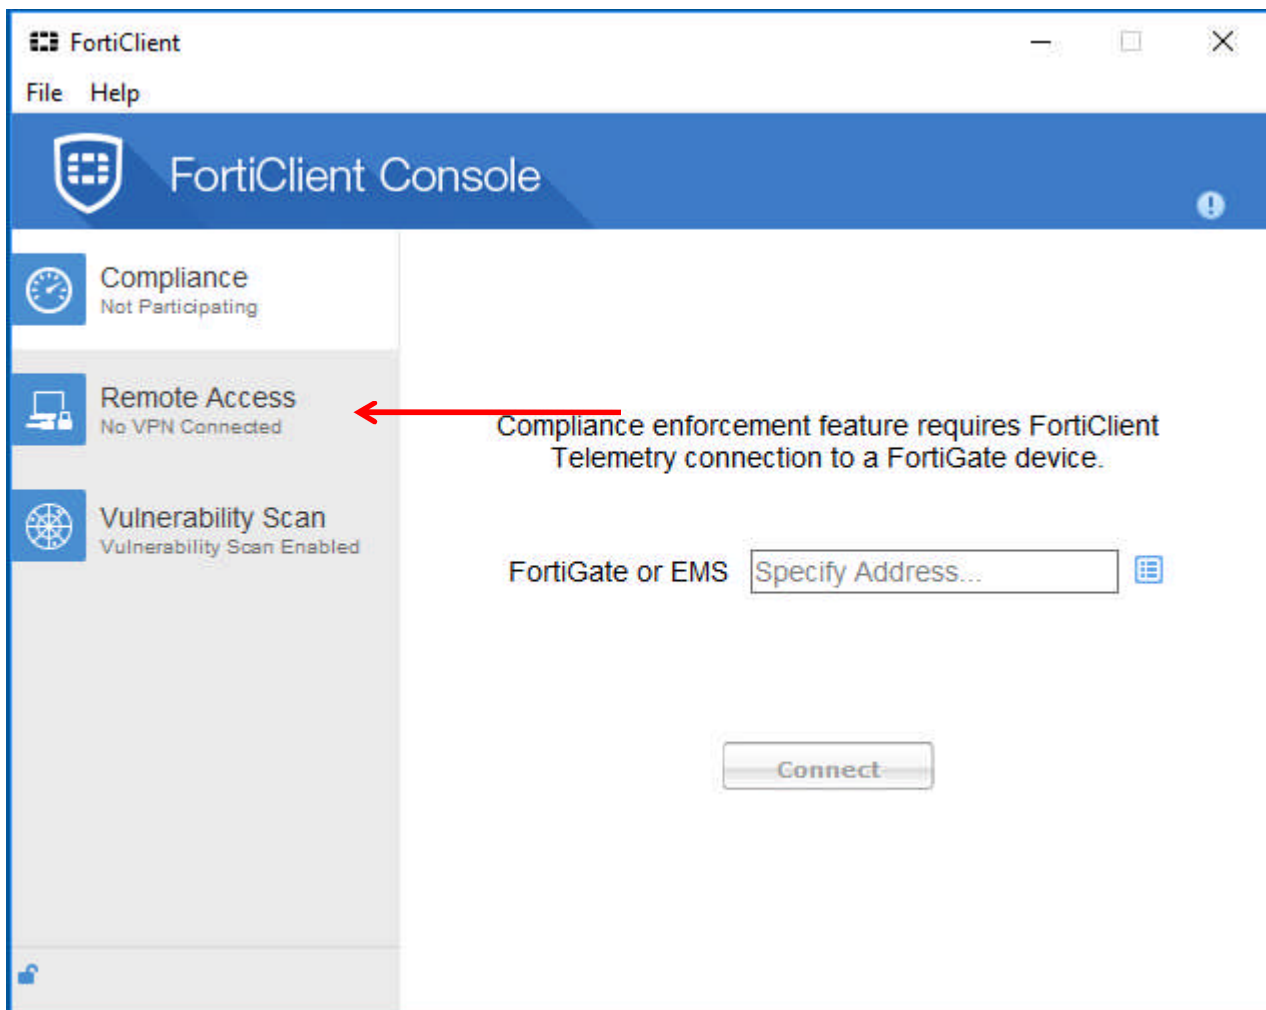 FortiClient
File Help
FortiClient Console
Compliance
Not Participating
Remote Access
No VPN Connected
Vulnerability Scan
Vulnerability Scan Enabled
Compliance enforcement feature requires FortiClient
Telemetry connection to a FortiGate device.
FortiGate or EMS Specify Address...
Connect